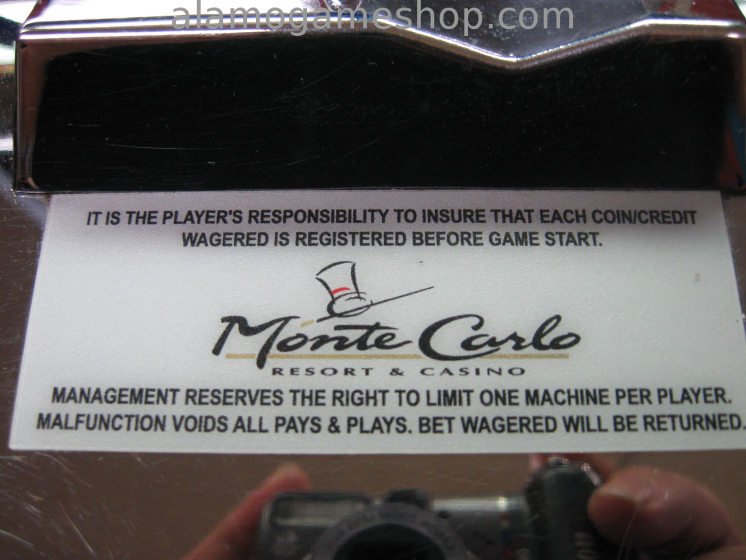 alamogameshop.com
IT IS THE PLAYER'S RESPONSIBILITY TO INSURE THAT EACH COIN/CREDIT
WAGERED IS REGISTERED BEFORE GAME START.
Monte Carlo
RESORT & CASINO
MANAGEMENT RESERVES THE RIGHT TO LIMIT ONE MACHINE PER PLAYER.
MALFUNCTION VOIDS ALL PAYS & PLAYS. BET WAGERED WILL BE RETURNED.